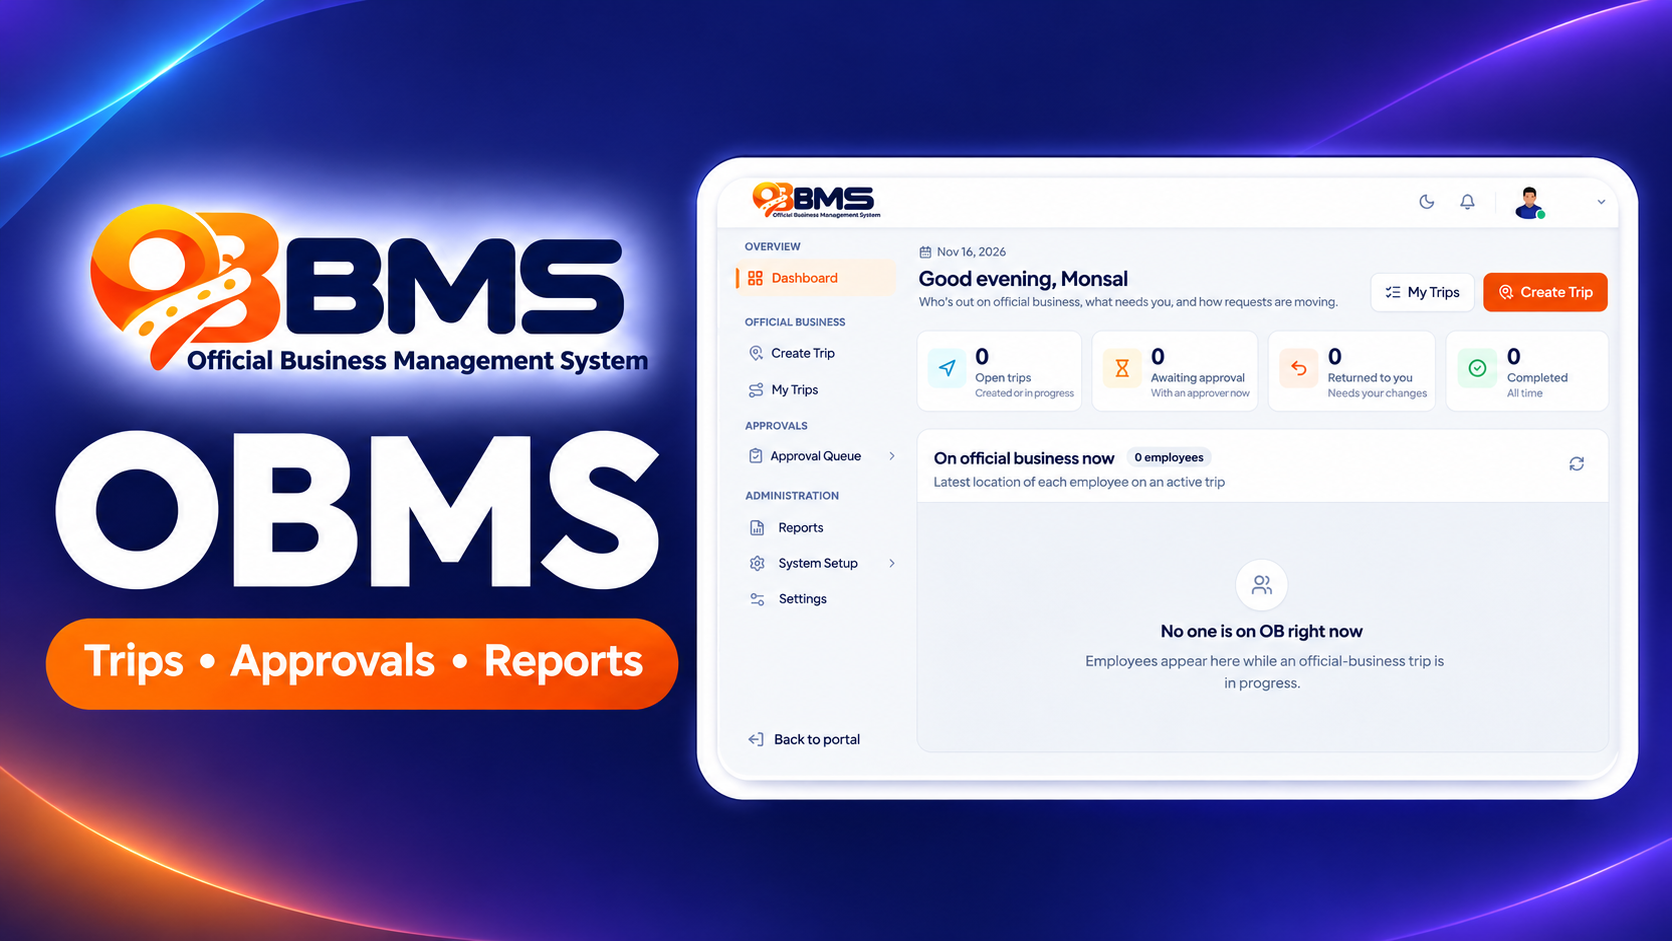 OBMS
Official Business Management System
OBMS
Trips • Approvals • Reports
OBMS
Official Business Management System
OVERVIEW
Dashboard
OFFICIAL BUSINESS
Create Trip
My Trips
APPROVALS
Approval Queue
ADMINISTRATION
Reports
System Setup
Settings
Back to portal
Nov 16, 2026
Good evening, Monsal
Who's out on official business, what needs you, and how requests are moving.
My Trips
Create Trip
0
Open trips
Created or in progress
0
Awaiting approval
With an approver now
0
Returned to you
Needs your changes
0
Completed
All time
On official business now 0 employees
Latest location of each employee on an active trip
No one is on OB right now
Employees appear here while an official-business trip is
in progress.